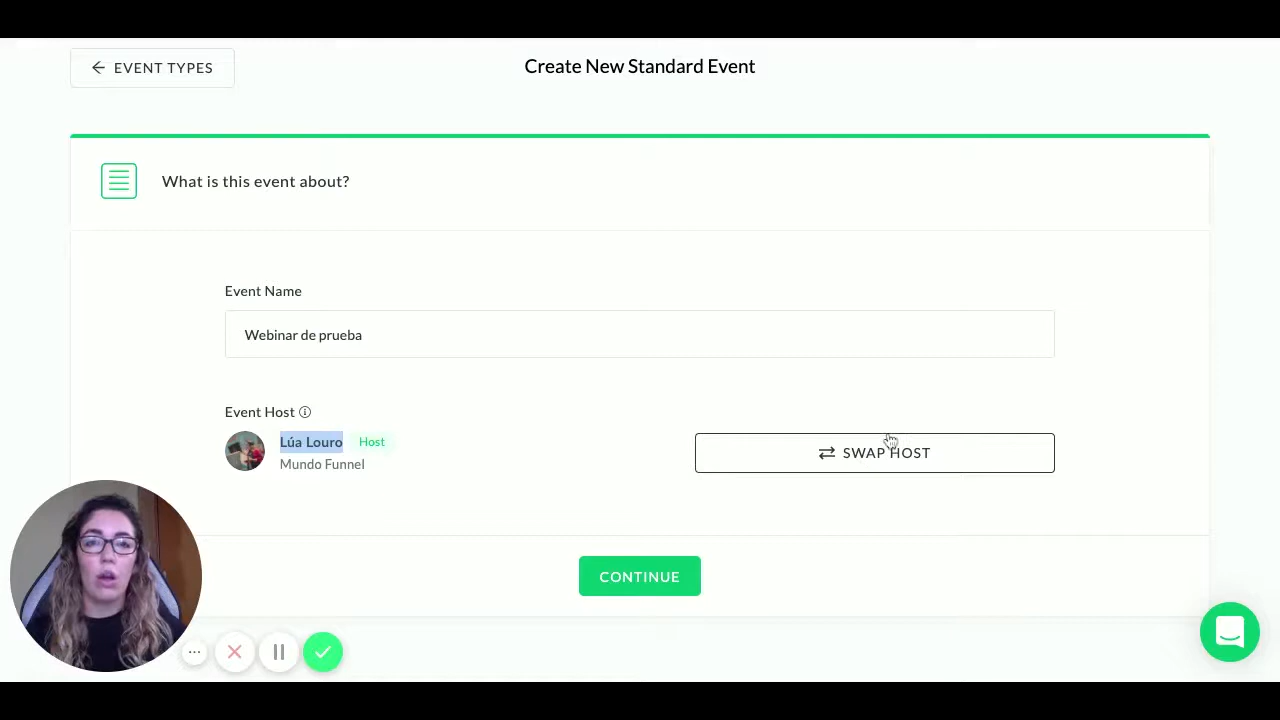 EVENT TYPES
Create New Standard Event
What is this event about?
Event Name
Webinar de prueba
Event Host
Lúa Louro Host
Mundo Funnel
SWAP HOST
CONTINUE